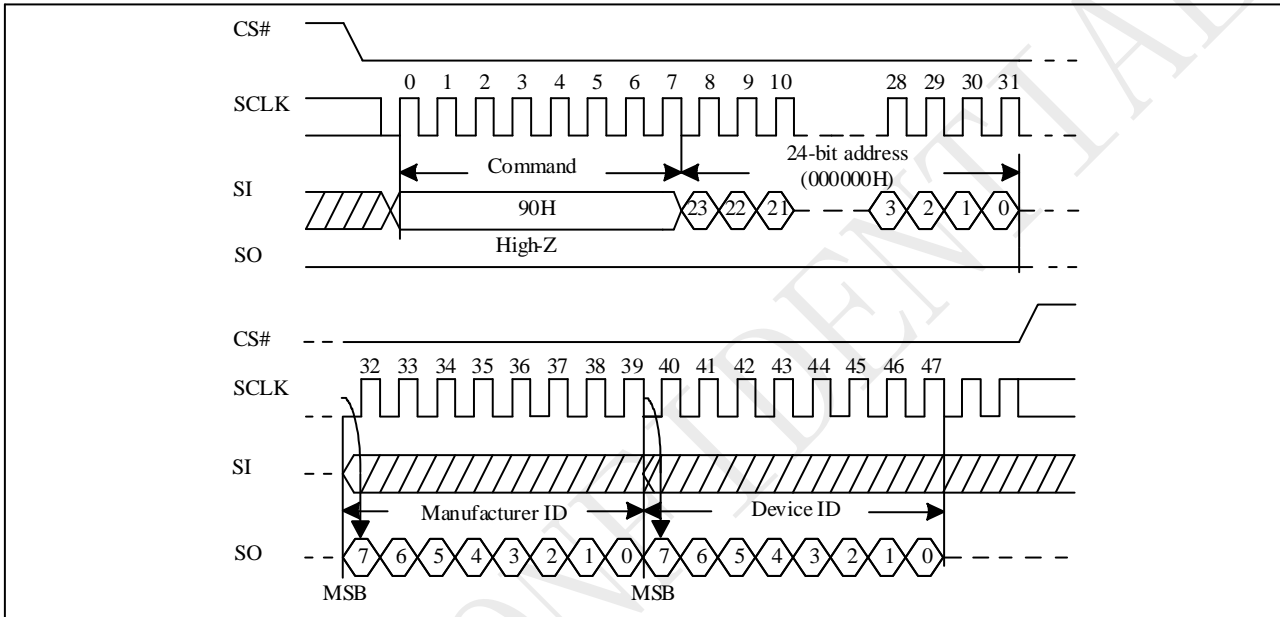 CS#
0 1 2 3 4 5 6 7 8 9 10 28 29 30 31
SCLK
Command
24-bit address
(000000H)
SI
90H
23 22 21 3 2 1 0
High-Z
SO
CS#
32 33 34 35 36 37 38 39 40 41 42 43 44 45 46 47
SCLK
SI
Manufacturer ID
Device ID
SO
7 6 5 4 3 2 1 0 7 6 5 4 3 2 1 0
MSB MSB
ONFIDENTIAL